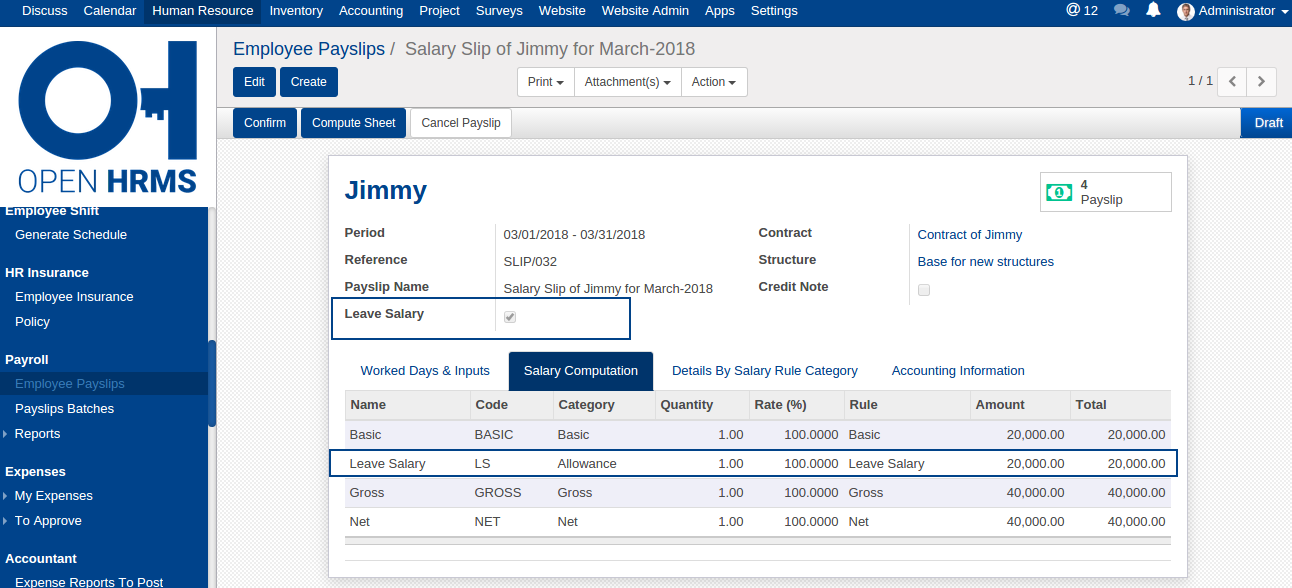 Discuss Calendar Human Resource Inventory Accounting Project Surveys Website Website Admin Apps Settings @ 12 Administrator
OPEN HRMS
Employee Shift
Generate Schedule
HR Insurance
Employee Insurance
Policy
Payroll
Employee Payslips
Payslips Batches
Reports
Expenses
My Expenses
To Approve
Accountant
Expense Reports To Post
Employee Payslips / Salary Slip of Jimmy for March-2018
Edit Create Print Attachment(s) Action 1 / 1
Confirm Compute Sheet Cancel Payslip Draft
Jimmy
4
Payslip
Period 03/01/2018 - 03/31/2018 Contract Contract of Jimmy
Reference SLIP/032 Structure Base for new structures
Payslip Name Salary Slip of Jimmy for March-2018 Credit Note
Leave Salary
Worked Days & Inputs Salary Computation Details By Salary Rule Category Accounting Information
Name Code Category Quantity Rate (%) Rule Amount Total
Basic BASIC Basic 1.00 100.0000 Basic 20,000.00 20,000.00
Leave Salary LS Allowance 1.00 100.0000 Leave Salary 20,000.00 20,000.00
Gross GROSS Gross 1.00 100.0000 Gross 40,000.00 40,000.00
Net NET Net 1.00 100.0000 Net 40,000.00 40,000.00